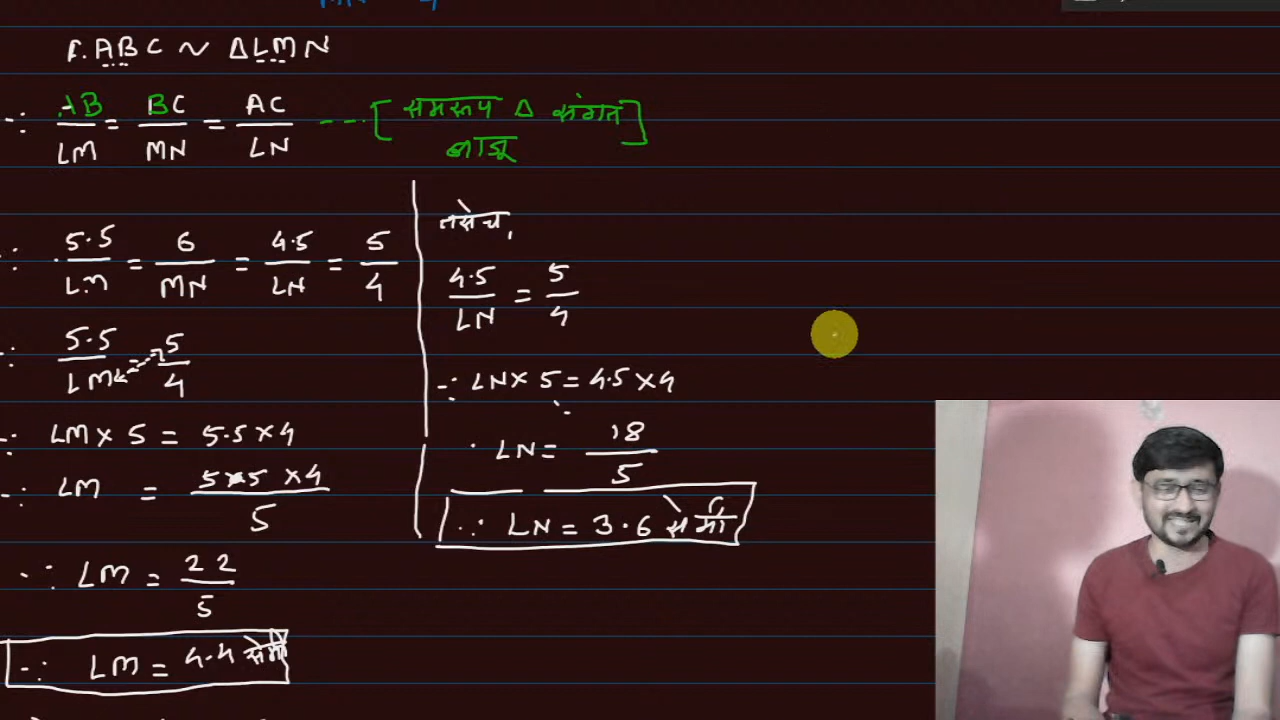 ABC ~ Δ LMN
∴ AB/LM = BC/MN = AC/LN ---[समरूप Δ संगत
बाजू]
∴ 5.5/LM = 6/MN = 4.5/LN = 5/4
∴ 5.5/LM = 5/4
∴ LM × 5 = 5.5 × 4
∴ LM = 5.5 × 4/5
∴ LM = 22/5
∴ LM = 4.4 सेमी
तसेच,
4.5/LN = 5/4
∴ LN × 5 = 4.5 × 4
∴ LN = 18/5
∴ LN = 3.6 सेमी